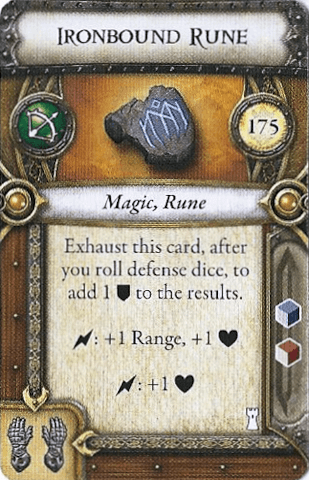 Ironbound Rune
175
Magic, Rune
Exhaust this card, after
you roll defense dice, to
add 1 to the results.
: +1 Range, +1
: +1